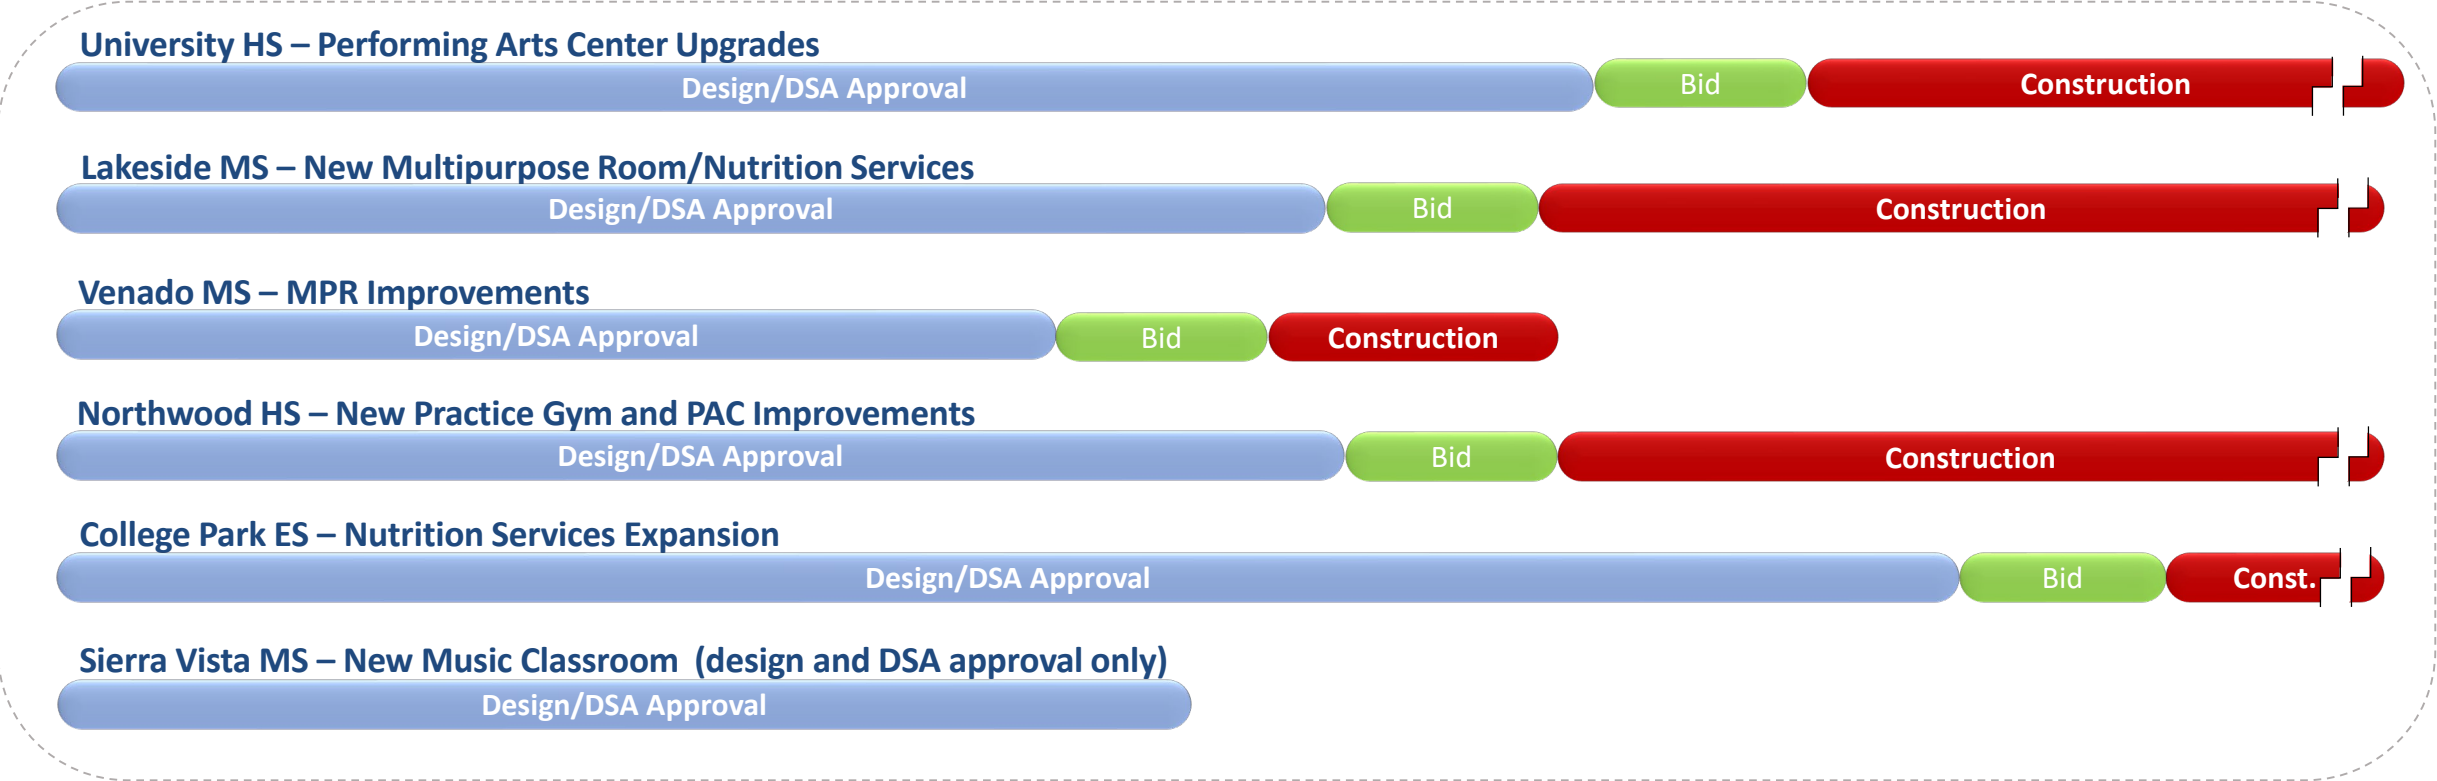 University HS – Performing Arts Center Upgrades
Design/DSA Approval Bid Construction
Lakeside MS – New Multipurpose Room/Nutrition Services
Design/DSA Approval Bid Construction
Venado MS – MPR Improvements
Design/DSA Approval Bid Construction
Northwood HS – New Practice Gym and PAC Improvements
Design/DSA Approval Bid Construction
College Park ES – Nutrition Services Expansion
Design/DSA Approval Bid Const.
Sierra Vista MS – New Music Classroom  (design and DSA approval only)
Design/DSA Approval